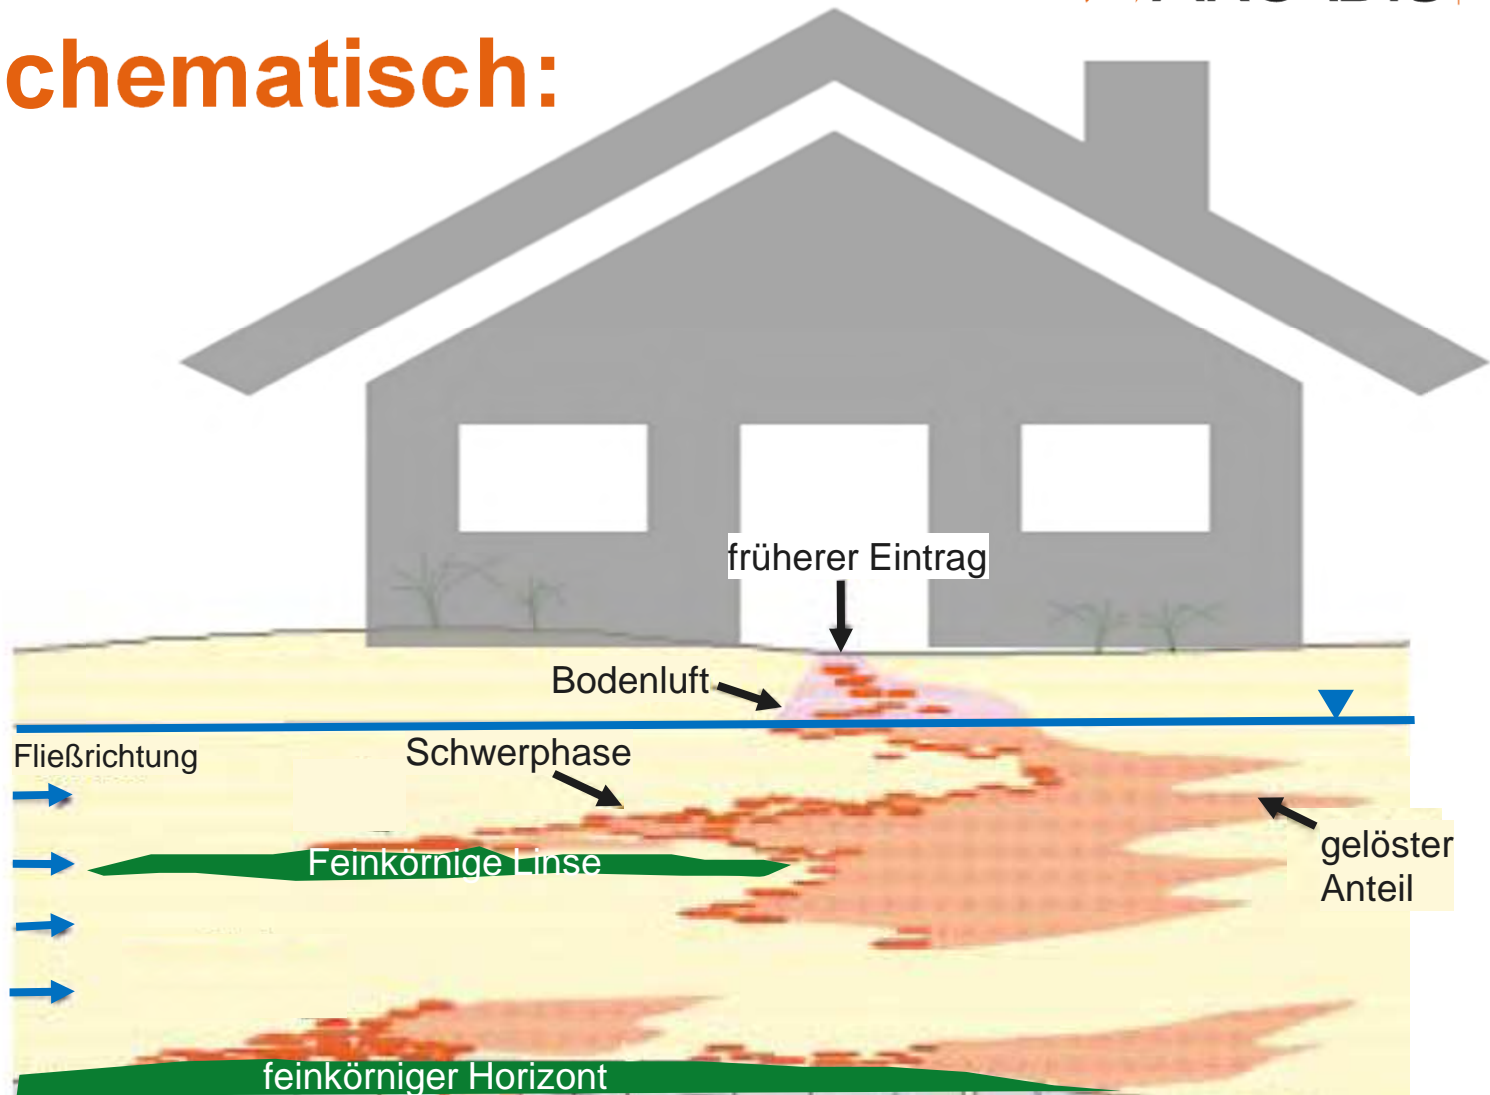 chematisch:
früherer Eintrag
Bodenluft
Fließrichtung
Schwerphase
gelöster
Anteil
Feinkörnige Linse
feinkörniger Horizont